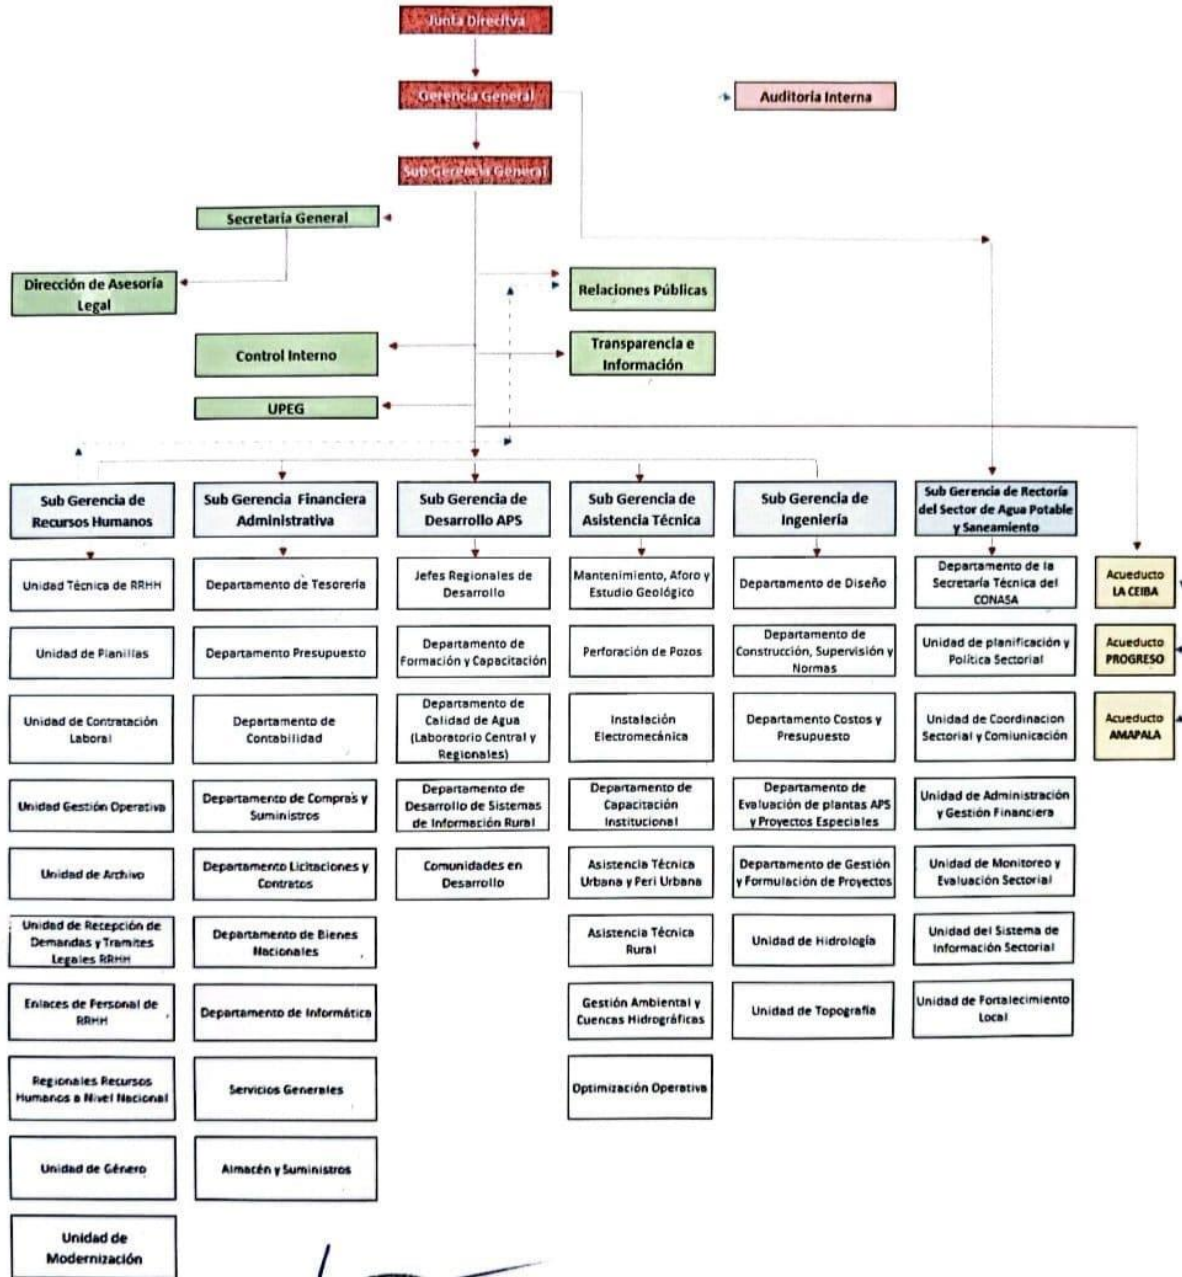 Junta Direcitva
Gerencia General
Auditoria Interna
Sub Gerencia General
Secretaria General
Dirección de Asesoría
Legal
Relaciones Públicas
Control Interno
Transparencia e
Información
UPEG
Sub Gerencia de
Recursos Humanos
Unidad Técnica de RRHH
Unidad de Planillas
Unidad de Contratación
Laboral
Unidad Gestión Operativa
Unidad de Archivo
Unidad de Recepción de
Demandas y Tramites
Legales RRHH
Enlaces de Personal de
RRHH
Regionales Recursos
Humanos a Nivel Nacional
Unidad de Género
Unidad de
Modernización
Sub Gerencia Financiera
Administrativa
Departamento de Tesorería
Departamento Presupuesto
Departamento de
Contabilidad
Departamento de Compras y
Suministros
Departamento Licitaciones y
Contratos
Departamento de Bienes
Nacionales
Departamento de Informática
Servicios Generales
Almacén y Suministros
Sub Gerencia de
Desarrollo APS
Jefes Regionales de
Desarrollo
Departamento de
Formación y Capacitación
Departamento de
Calidad de Agua
(Laboratorio Central y
Regionales)
Departamento de
Desarrollo de Sistemas
de Información Rural
Comunidades en
Desarrollo
Sub Gerencia de
Asistencia Técnica
Mantenimiento, Aforo y
Estudio Geológico
Perforación de Pozos
Instalación
Electromecánica
Departamento de
Capacitación
Institucional
Asistencia Técnica
Urbana y Peri Urbana
Asistencia Técnica
Rural
Gestión Ambiental y
Cuencas Hidrográficas
Optimización Operativa
Sub Gerencia de
Ingeniería
Departamento de Diseño
Departamento de
Construcción, Supervisión y
Normas
Departamento Costos y
Presupuesto
Departamento de
Evaluación de plantas APS
y Proyectos Especiales
Departamento de Gestión
y Formulación de Proyectos
Unidad de Hidrología
Unidad de Topografía
Sub Gerencia de Rectoría
del Sector de Agua Potable
y Saneamiento
Departamento de la
Secretaría Técnica del
CONASA
Unidad de planificación y
Política Sectorial
Unidad de Coordinacion
Sectorial y Comiunicación
Unidad de Administración
y Gestión Financiera
Unidad de Monitoreo y
Evaluación Sectorial
Unidad del Sistema de
Información Sectorial
Unidad de Fortalecimiento
Local
Acueducto
LA CEIBA
Acueducto
PROGRESO
Acueducto
AMAPALA